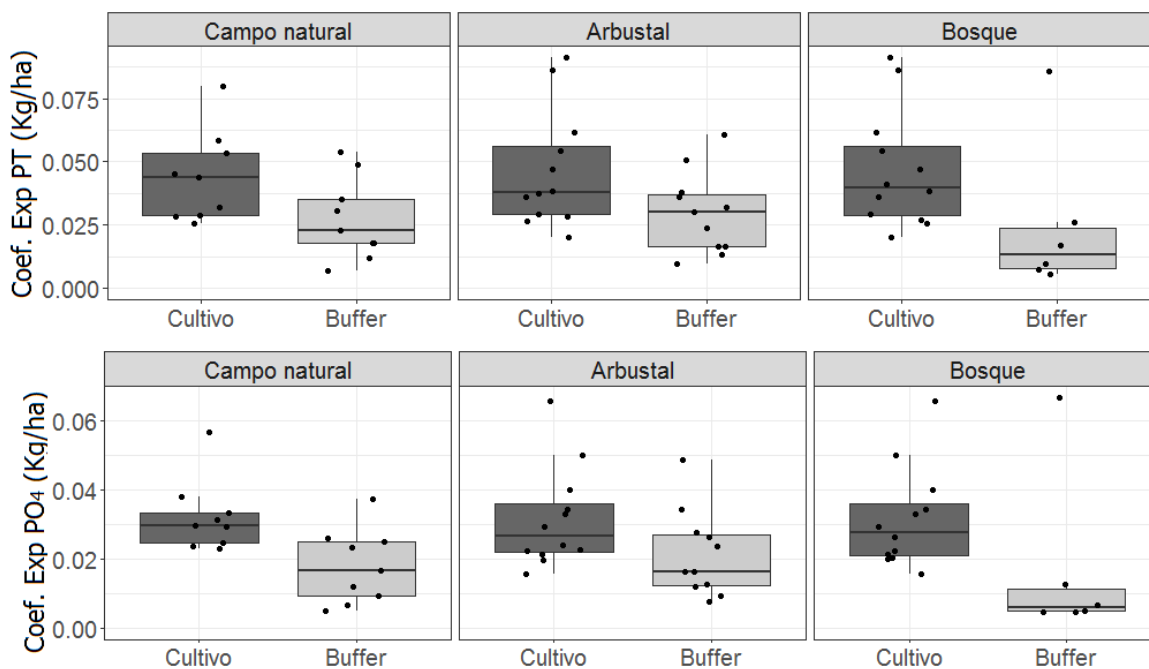 Campo natural Arbustal Bosque
Coef. Exp PT (Kg/ha)
0.075
0.050
0.025
0.000
Cultivo Buffer Cultivo Buffer Cultivo Buffer
Campo natural Arbustal Bosque
Coef. Exp PO₄ (Kg/ha)
0.06
0.04
0.02
0.00
Cultivo Buffer Cultivo Buffer Cultivo Buffer